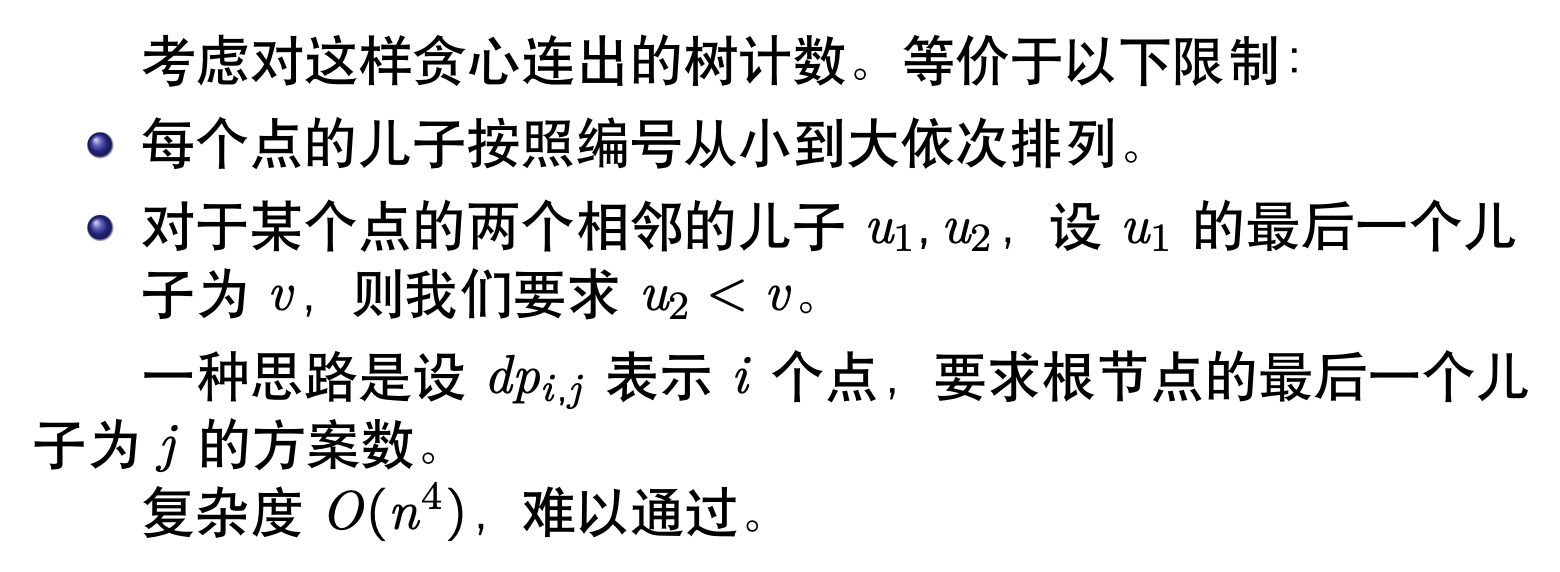 考虑对这样贪心连出的树计数。等价于以下限制：
每个点的儿子按照编号从小到大依次排列。
对于某个点的两个相邻的儿子 u₁, u₂，设 u₁ 的最后一个儿
子为 v，则我们要求 u₂ < v。
一种思路是设 dpᵢ,ⱼ 表示 i 个点，要求根节点的最后一个儿
子为 j 的方案数。
复杂度 O(n⁴)，难以通过。